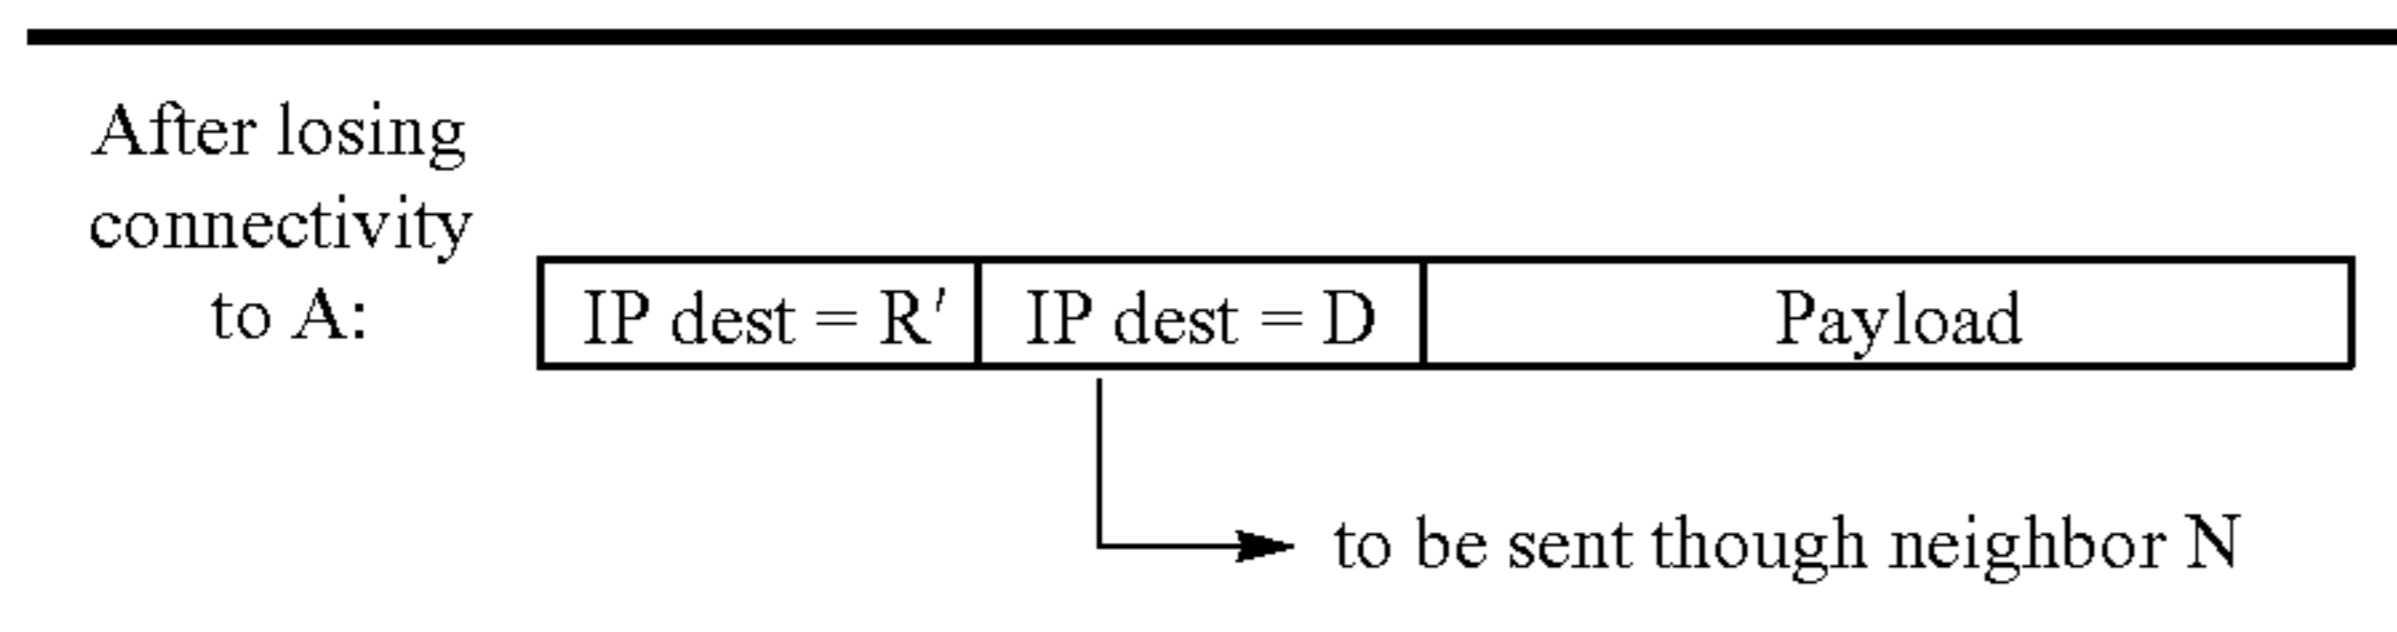 After losing
connectivity
to A:
IP dest = R′ IP dest = D Payload
to be sent though neighbor N